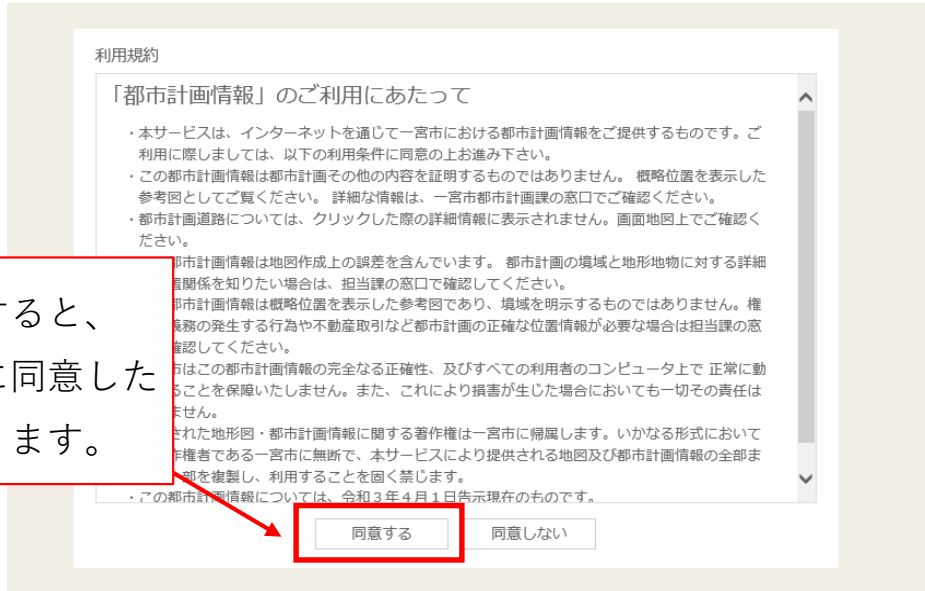 利用規約
「都市計画情報」のご利用にあたって
・本サービスは、インターネットを通じて一宮市における都市計画情報をご提供するものです。ご
利用に際しましては、以下の利用条件に同意の上お進み下さい。
・この都市計画情報は都市計画その他の内容を証明するものではありません。 概略位置を表示した
参考図としてご覧ください。 詳細な情報は、一宮市都市計画課の窓口でご確認ください。
・都市計画道路については、クリックした際の詳細情報に表示されません。画面地図上でご確認く
ださい。
都市計画情報は地図作成上の誤差を含んでいます。 都市計画の境域と地形地物に対する詳細
置関係を知りたい場合は、担当課の窓口で確認してください。
都市計画情報は概略位置を表示した参考図であり、境域を明示するものではありません。権
義務の発生する行為や不動産取引など都市計画の正確な位置情報が必要な場合は担当課の窓
確認してください。
市はこの都市計画情報の完全なる正確性、及びすべての利用者のコンピュータ上で 正常に動
ることを保障いたしません。また、これにより損害が生じた場合においても一切その責任は
ません。
された地形図・都市計画情報に関する著作権は一宮市に帰属します。いかなる形式において
作権者である一宮市に無断で、本サービスにより提供される地図及び都市計画情報の全部ま
部を複製し、利用することを固く禁じます。
・この都市計画情報については、令和3年4月1日告示現在のものです。
すると、
に同意した
ます。
同意する
同意しない